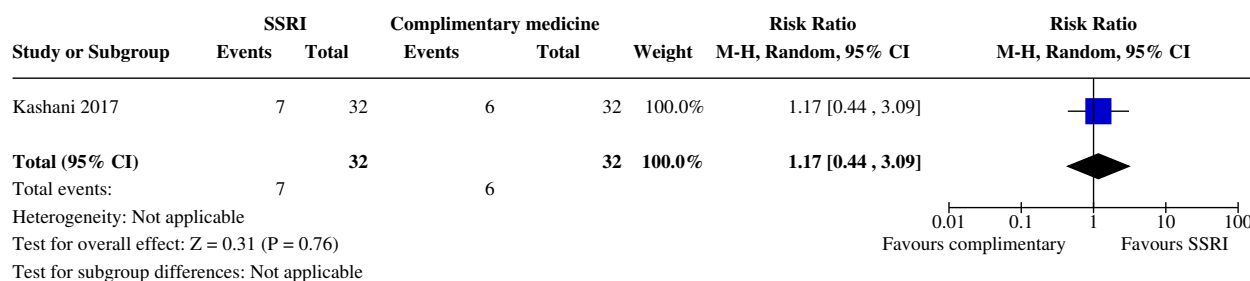 SSRI Complimentary medicine Risk Ratio Risk Ratio
Study or Subgroup Events Total Events Total Weight M-H, Random, 95% CI M-H, Random, 95% CI
Kashani 2017 7 32 6 32 100.0% 1.17 [0.44 , 3.09]
Total (95% CI) 32 32 100.0% 1.17 [0.44 , 3.09]
Total events: 7 6
Heterogeneity: Not applicable
Test for overall effect: Z = 0.31 (P = 0.76)
Test for subgroup differences: Not applicable
0.01 0.1 1 10 100
Favours complimentary Favours SSRI